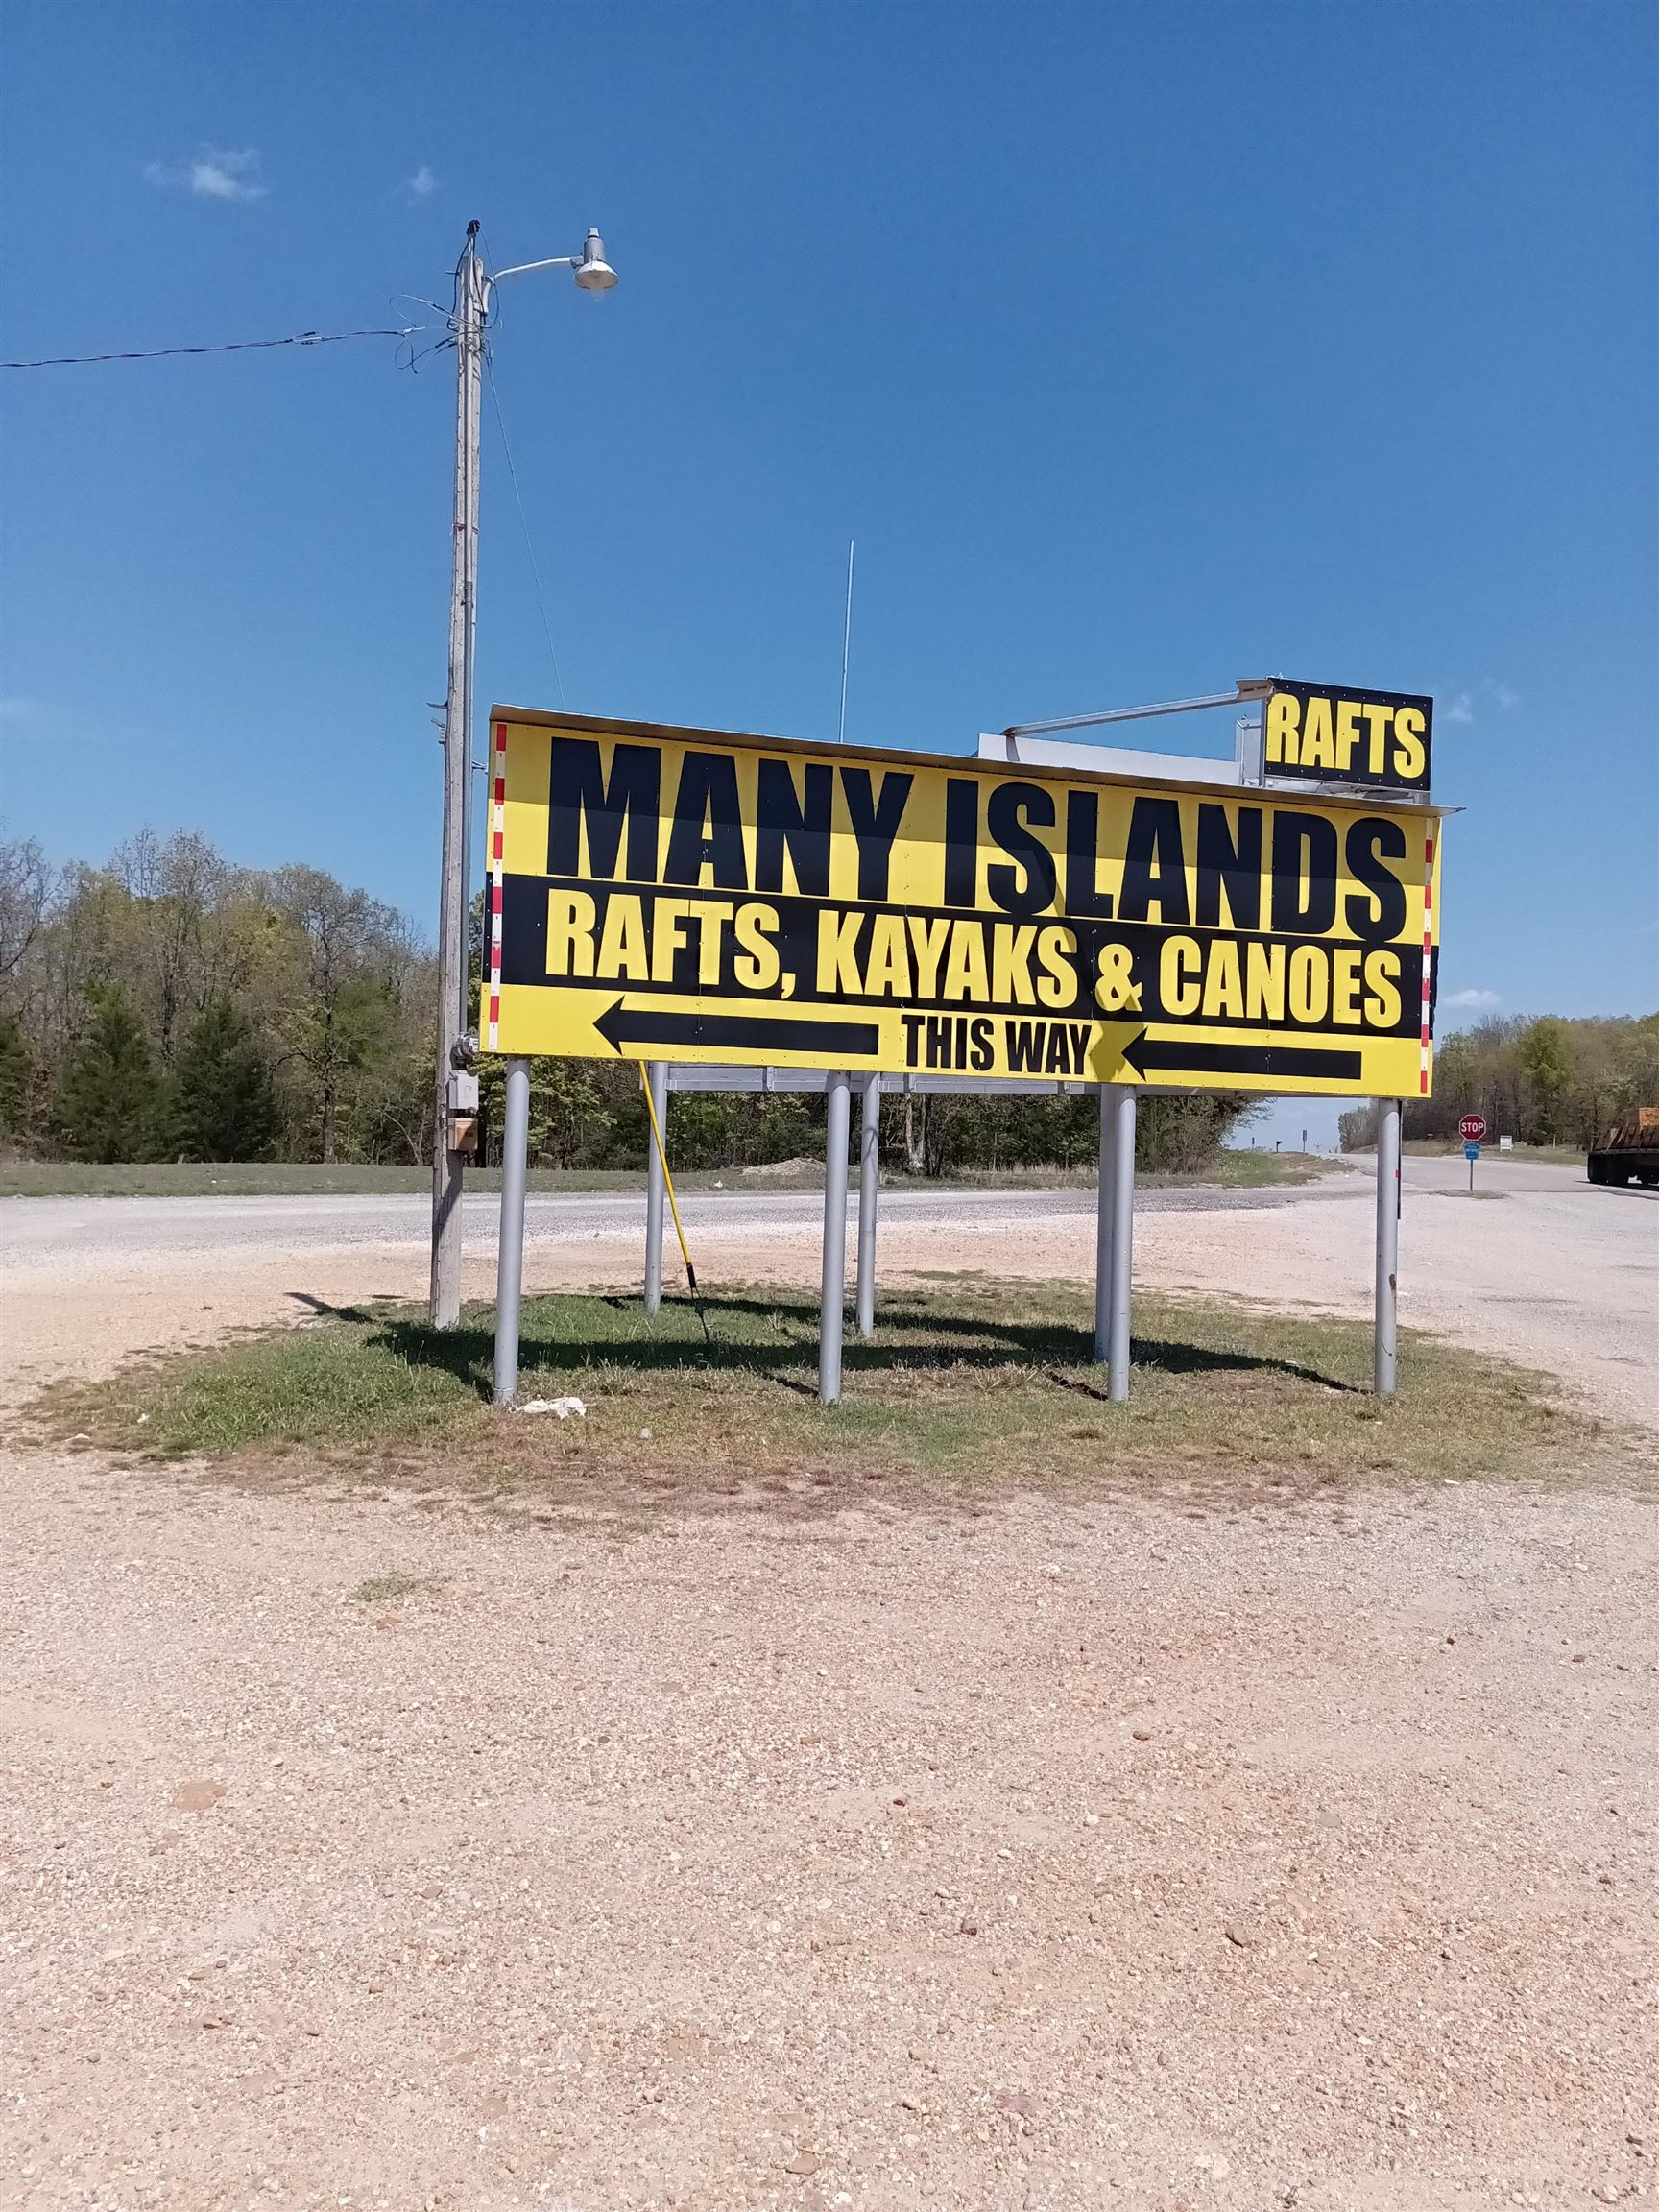 RAFTS
MANY ISLANDS
RAFTS, KAYAKS & CANOES
THIS WAY
STOP